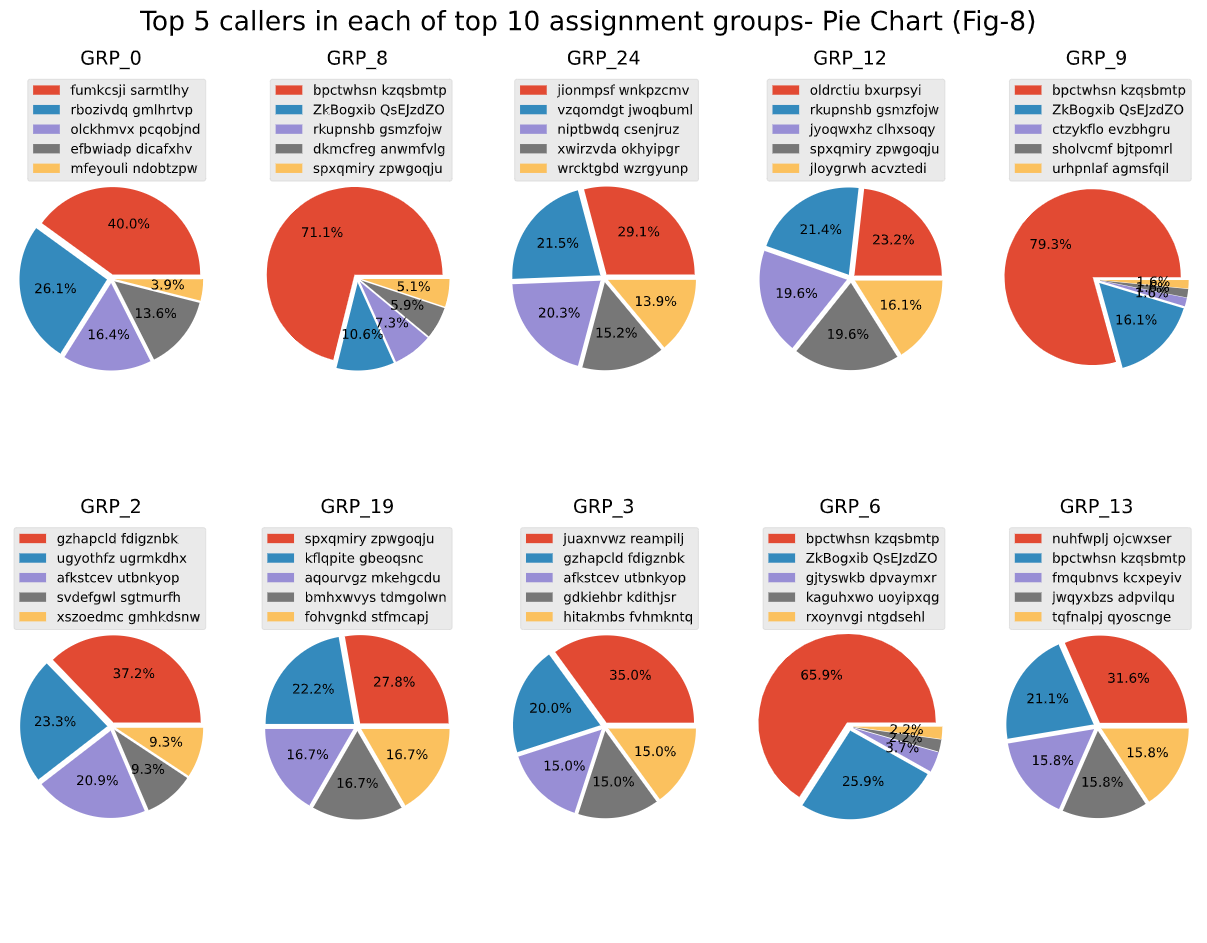 Top 5 callers in each of top 10 assignment groups- Pie Chart (Fig-8)
GRP_0
fumkcsji sarmtlhy
rbozivdq gmlhrtvp
olckhmvx pcqobjnd
efbwiadp dicafxhv
mfeyouli ndobtzpw
40.0%
26.1%
16.4%
13.6%
3.9%
GRP_8
bpctwhsn kzqsbmtp
ZkBogxib QsEJzdZO
rkupnshb gsmzfojw
dkmcfreg anwmfvlg
spxqmiry zpwgoqju
71.1%
10.6%
7.3%
5.9%
5.1%
GRP_24
jionmpsf wnkpzcmv
vzqomdgt jwoqbuml
niptbwdq csenjruz
xwirzvda okhyipgr
wrcktgbd wzrgyunp
29.1%
21.5%
20.3%
15.2%
13.9%
GRP_12
oldrctiu bxurpsyi
rkupnshb gsmzfojw
jyoqwxhz clhxsoqy
spxqmiry zpwgoqju
jloygrwh acvztedi
23.2%
21.4%
19.6%
19.6%
16.1%
GRP_9
bpctwhsn kzqsbmtp
ZkBogxib QsEJzdZO
ctzykflo evzbhgru
sholvcmf bjtpomrl
urhpnlaf agmsfqil
79.3%
16.1%
1.6%
1.6%
GRP_2
gzhapcld fdigznbk
ugyothfz ugrmkdhx
afkstcev utbnkyop
svdefgwl sgtmurfh
xszoedmc gmhkdsnw
37.2%
23.3%
20.9%
9.3%
9.3%
GRP_19
spxqmiry zpwgoqju
kflqpite gbeoqsnc
aqourvgz mkehgcdu
bmhxwvys tdmgolwn
fohvgnkd stfmcapj
27.8%
22.2%
16.7%
16.7%
16.7%
GRP_3
juaxnvwz reampilj
gzhapcld fdigznbk
afkstcev utbnkyop
gdkiehbr kdithjsr
hitakmbs fvhmkntq
35.0%
20.0%
15.0%
15.0%
15.0%
GRP_6
bpctwhsn kzqsbmtp
ZkBogxib QsEJzdZO
gjtyswkb dpvaymxr
kaguhxwo uoyipxqg
rxoynvgi ntgdsehl
65.9%
25.9%
3.7%
2.2%
2.2%
GRP_13
nuhfwplj ojcwxser
bpctwhsn kzqsbmtp
fmqubnvs kcxpeyiv
jwqyxbzs adpvilqu
tqfnalpj qyoscnge
31.6%
21.1%
15.8%
15.8%
15.8%